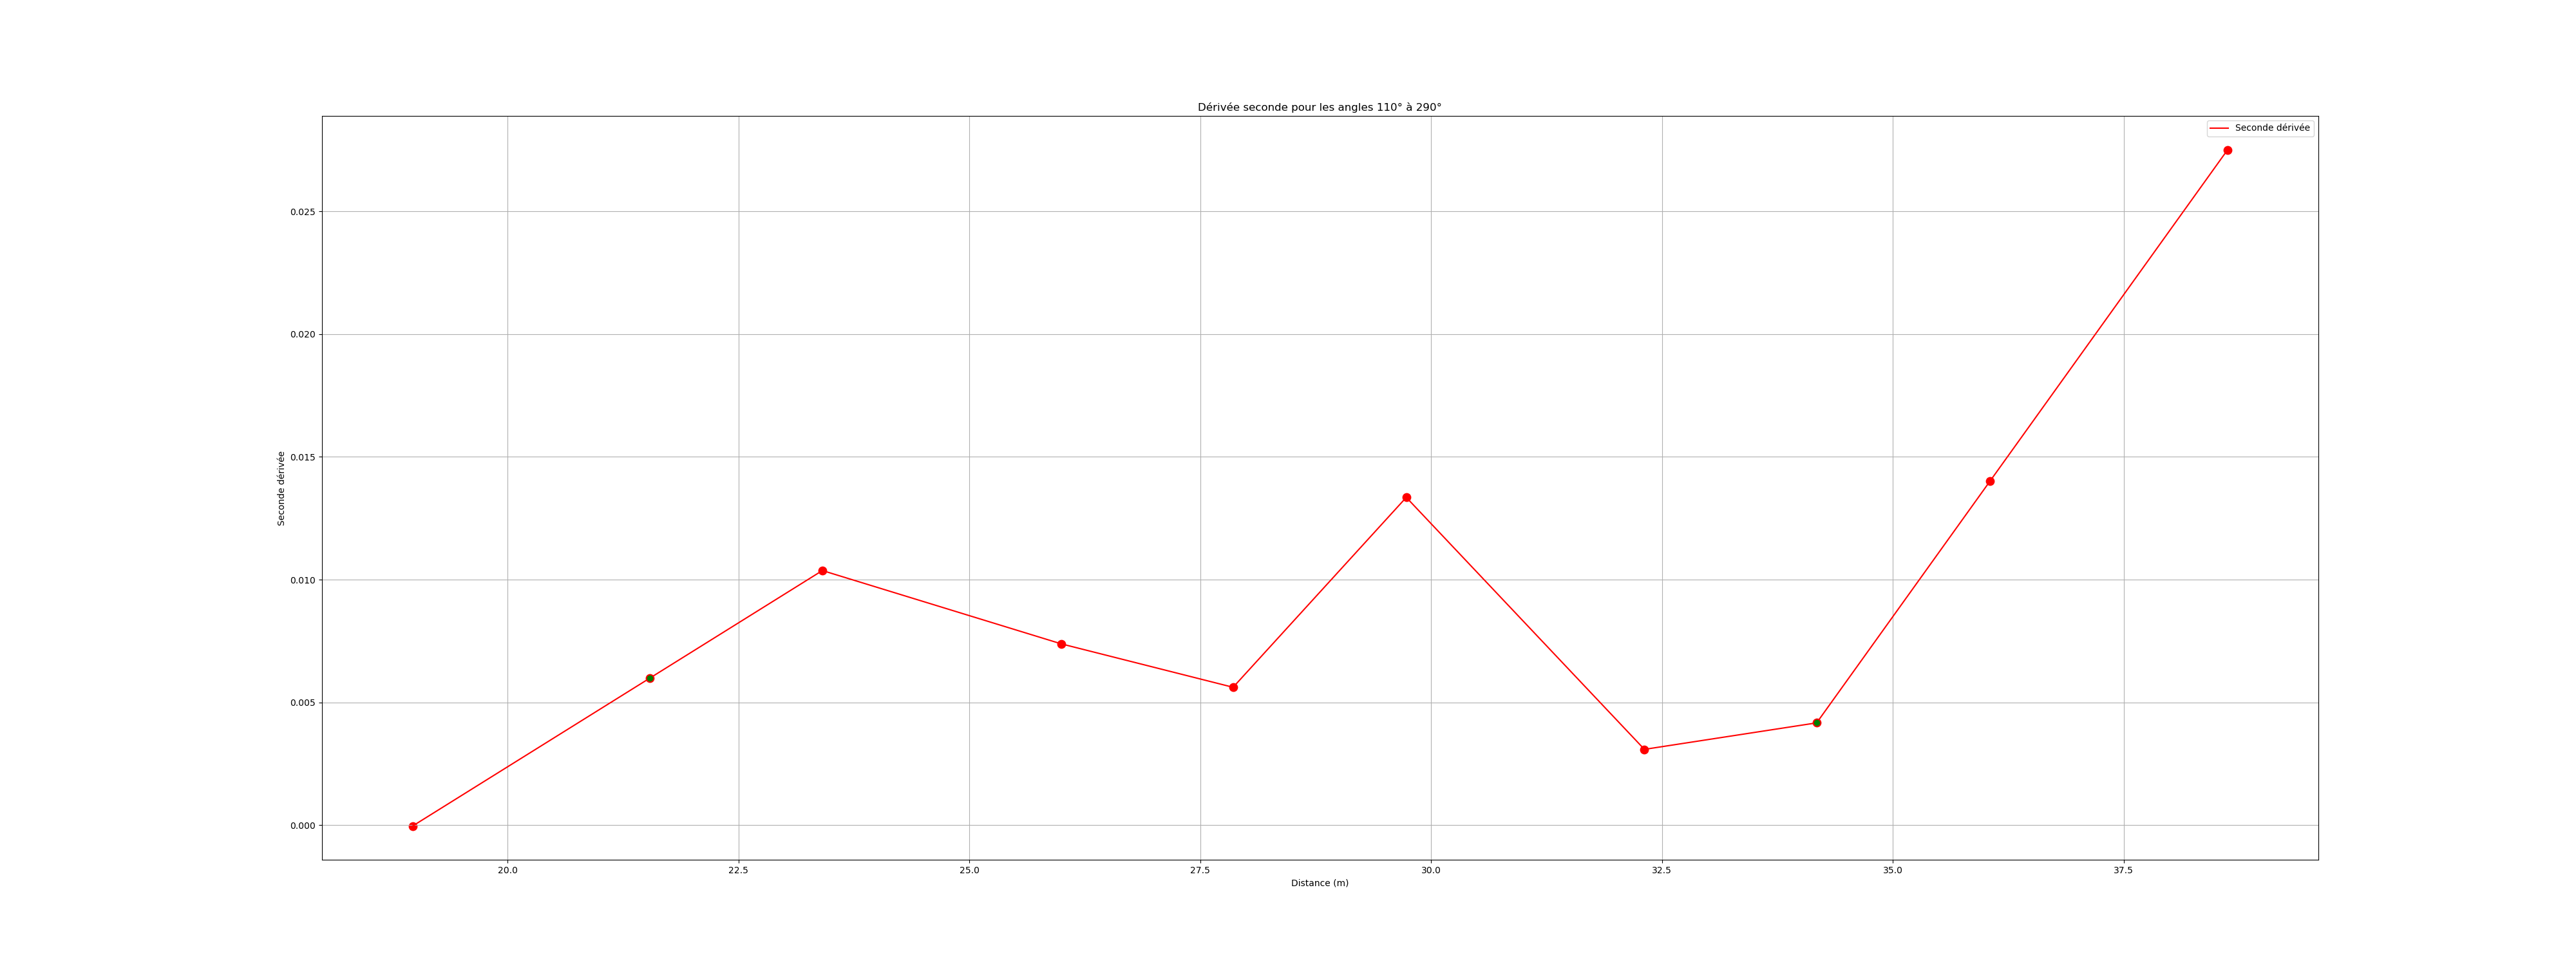 Dérivée seconde pour les angles 110° à 290°
Seconde dérivée
0.025
0.020
0.015
0.010
0.005
0.000
Seconde dérivée
20.0 22.5 25.0 27.5 30.0 32.5 35.0 37.5
Distance (m)